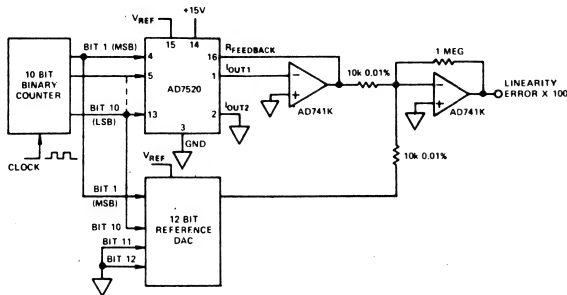 VREF
+15V
BIT 1 (MSB)
15
14
RFEEDBACK
4
16
1 MEG
10 BIT
BINARY
COUNTER
5
IOUT1
1
AD7520
10k 0.01%
LINEARITY
ERROR X 100
BIT 10
(LSB)
13
IOUT2
2
AD741K
AD741K
3
GND
CLOCK
VREF
10k 0.01%
BIT 1
(MSB)
12 BIT
REFERENCE
DAC
BIT 10
BIT 11
BIT 12